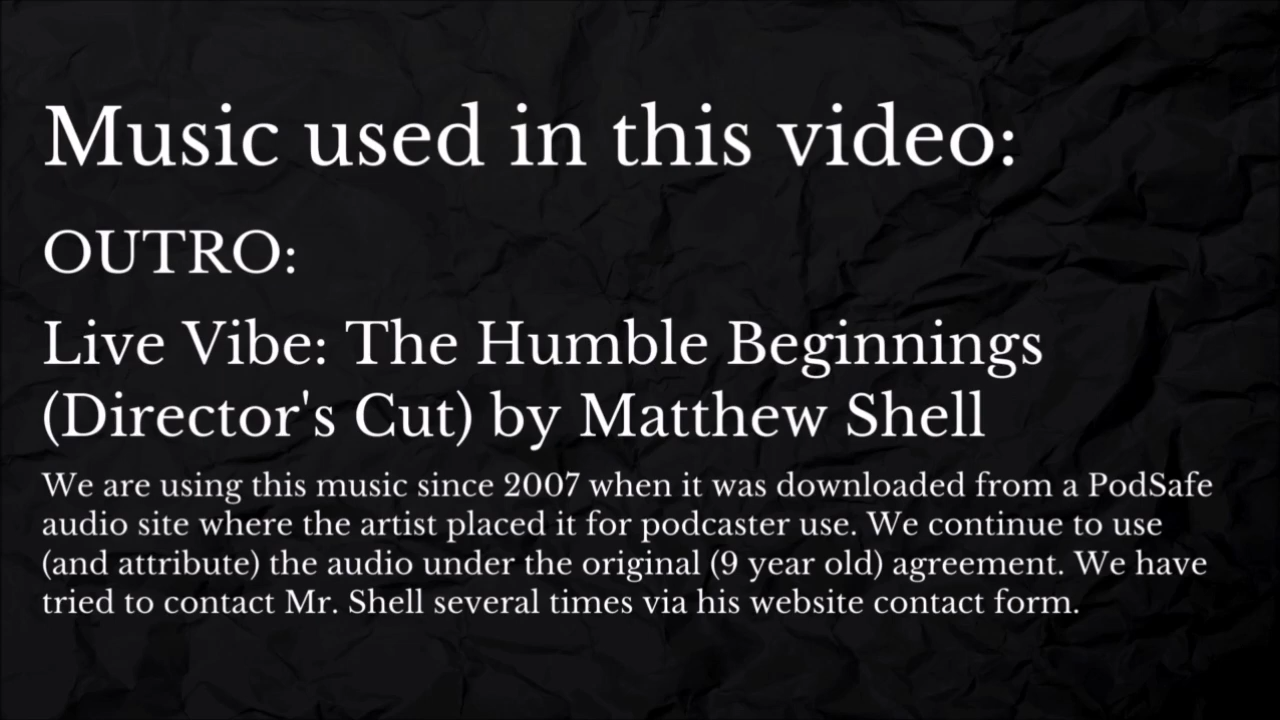 Music used in this video:
OUTRO:
Live Vibe: The Humble Beginnings
(Director's Cut) by Matthew Shell
We are using this music since 2007 when it was downloaded from a PodSafe
audio site where the artist placed it for podcaster use. We continue to use
(and attribute) the audio under the original (9 year old) agreement. We have
tried to contact Mr. Shell several times via his website contact form.